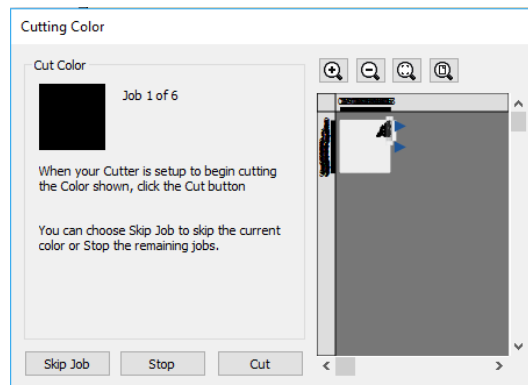 Cutting Color
Cut Color
Job 1 of 6
When your Cutter is setup to begin cutting
the Color shown, click the Cut button
You can choose Skip Job to skip the current
color or Stop the remaining jobs.
Skip Job
Stop
Cut